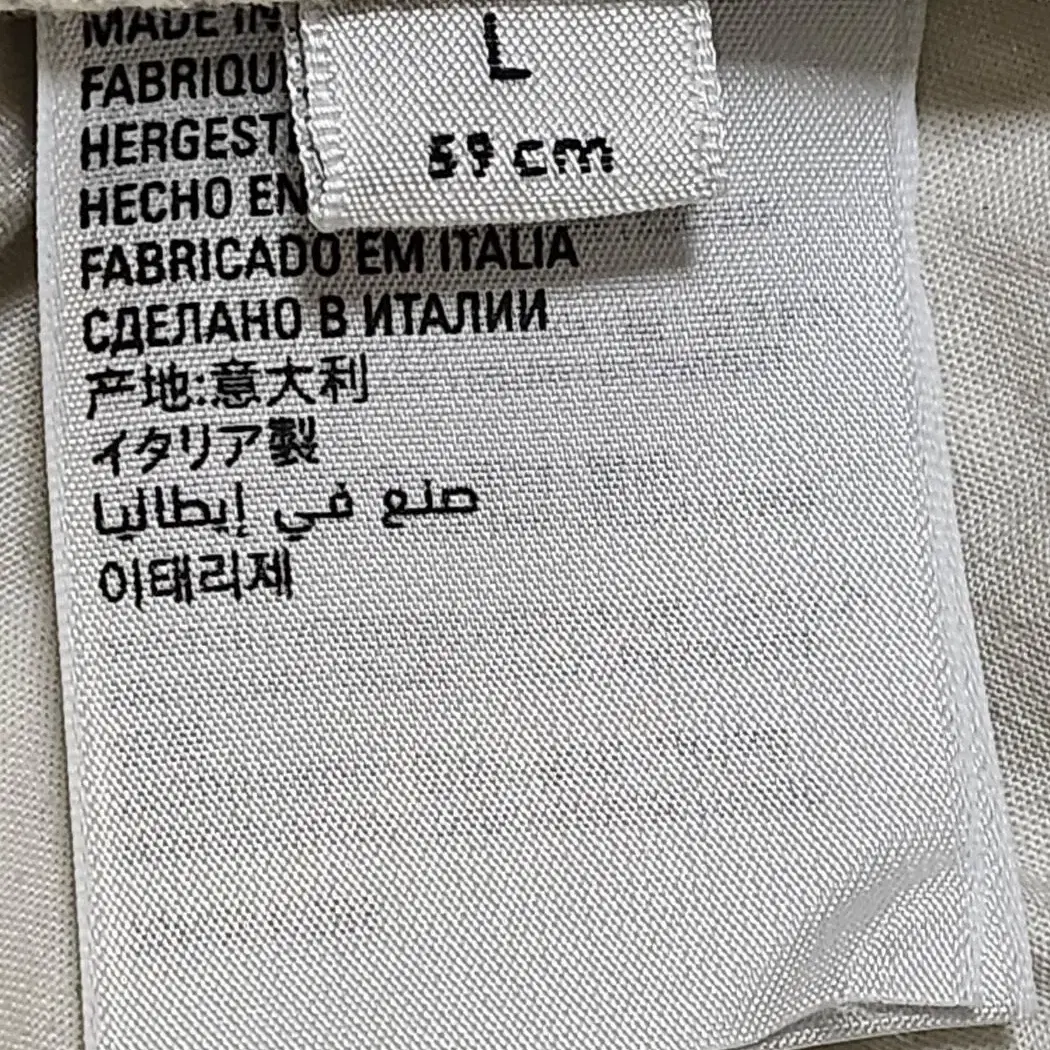 L
59 cm
MADE IN
FABRIQU
HERGEST
HECHO EN
FABRICADO EM ITÁLIA
СДЕЛАНО В ИТАЛИИ
产地:意大利
イタリア製
صنع في إيطاليا
이태리제